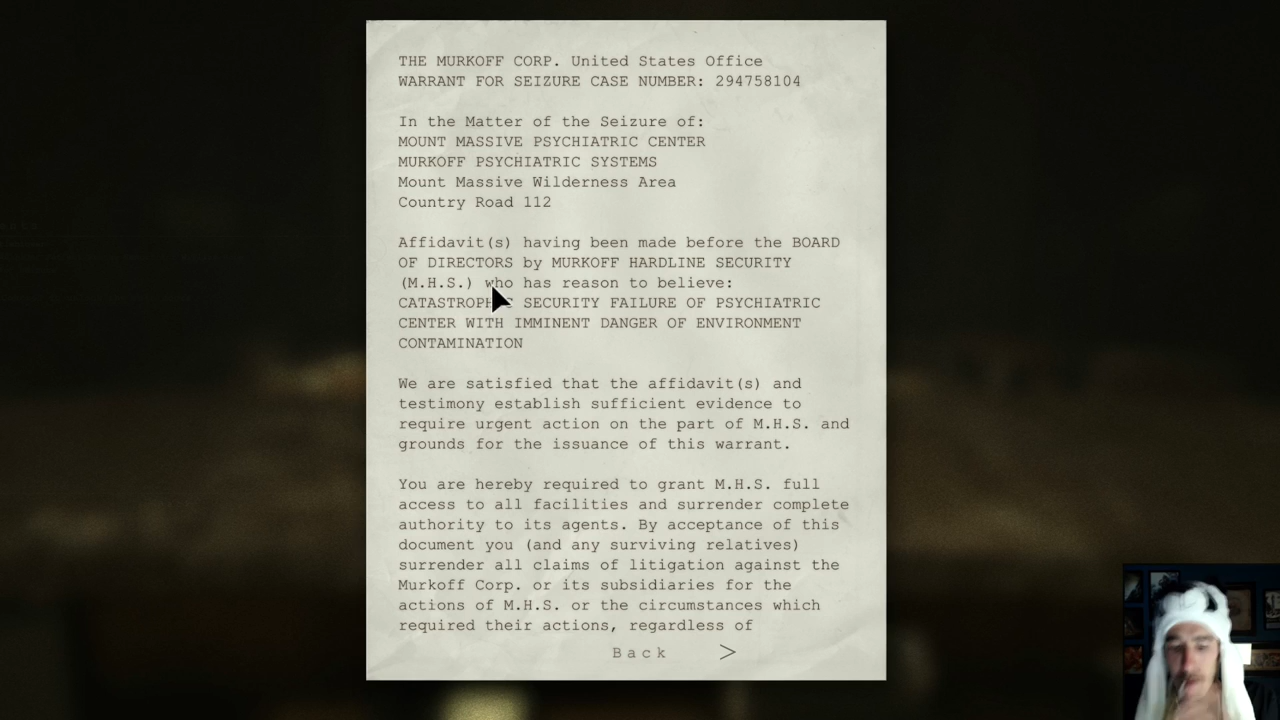 THE MURKOFF CORP. United States Office
WARRANT FOR SEIZURE CASE NUMBER: 294758104
In the Matter of the Seizure of:
MOUNT MASSIVE PSYCHIATRIC CENTER
MURKOFF PSYCHIATRIC SYSTEMS
Mount Massive Wilderness Area
Country Road 112
Affidavit(s) having been made before the BOARD
OF DIRECTORS by MURKOFF HARDLINE SECURITY
(M.H.S.) who has reason to believe:
CATASTROPHIC SECURITY FAILURE OF PSYCHIATRIC
CENTER WITH IMMINENT DANGER OF ENVIRONMENT
CONTAMINATION
We are satisfied that the affidavit(s) and
testimony establish sufficient evidence to
require urgent action on the part of M.H.S. and
grounds for the issuance of this warrant.
You are hereby required to grant M.H.S. full
access to all facilities and surrender complete
authority to its agents. By acceptance of this
document you (and any surviving relatives)
surrender all claims of litigation against the
Murkoff Corp. or its subsidiaries for the
actions of M.H.S. or the circumstances which
required their actions, regardless of
Back >